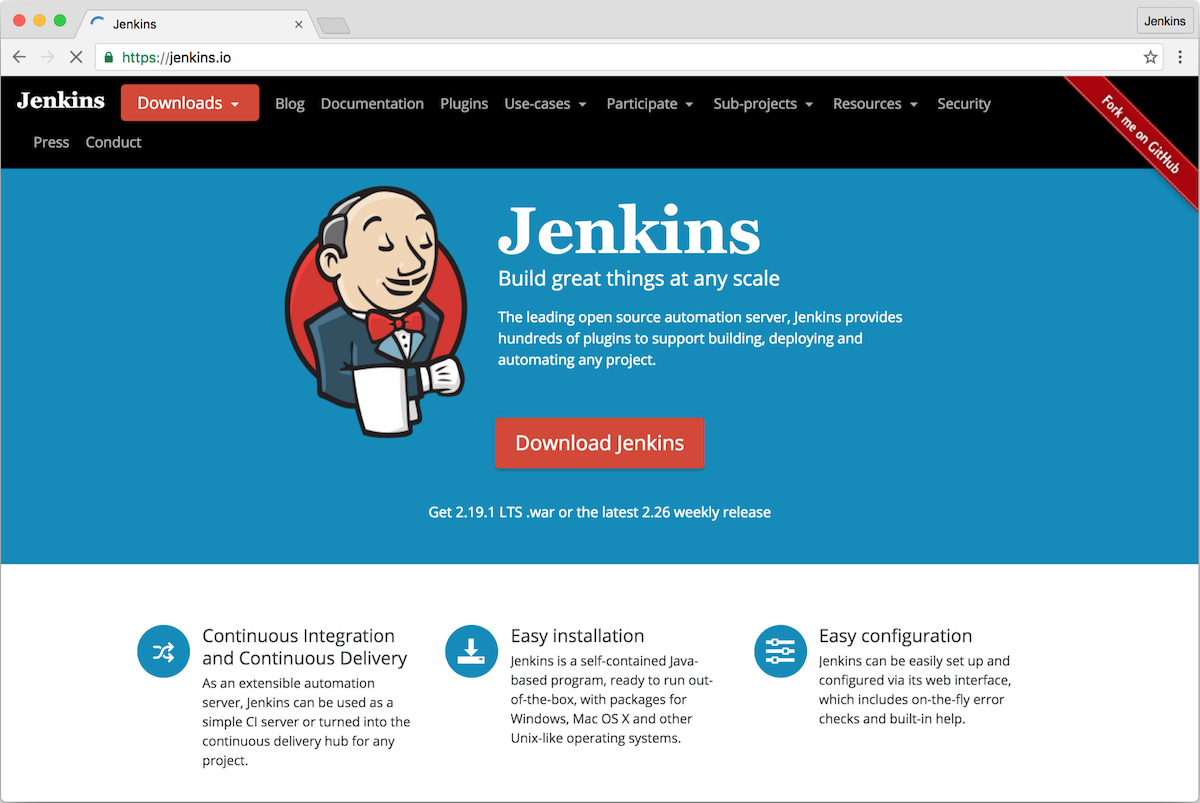 Jenkins
Jenkins
https://jenkins.io
Jenkins Downloads Blog Documentation Plugins Use-cases Participate Sub-projects Resources Security
Press Conduct
Fork me on GitHub
Jenkins
Build great things at any scale
The leading open source automation server, Jenkins provides
hundreds of plugins to support building, deploying and
automating any project.
Download Jenkins
Get 2.19.1 LTS .war or the latest 2.26 weekly release
Continuous Integration
and Continuous Delivery
As an extensible automation
server, Jenkins can be used as a
simple CI server or turned into the
continuous delivery hub for any
project.
Easy installation
Jenkins is a self-contained Java-
based program, ready to run out-
of-the-box, with packages for
Windows, Mac OS X and other
Unix-like operating systems.
Easy configuration
Jenkins can be easily set up and
configured via its web interface,
which includes on-the-fly error
checks and built-in help.